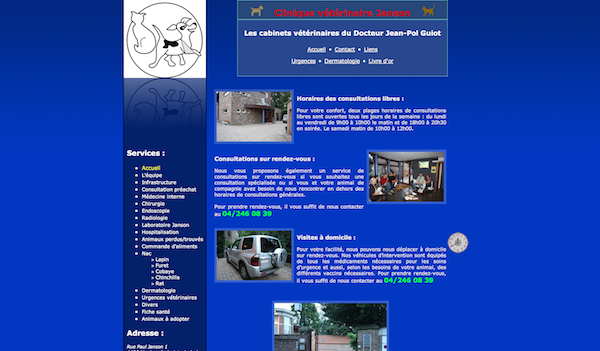 Clinique vétérinaire Janson
Les cabinets vétérinaires du Docteur Jean-Pol Guiot
Accueil • Contact • Liens
Urgences • Dermatologie • Livre d'or
Services :
Accueil
L'équipe
Infrastructure
Consultation préachat
Médecine interne
Chirurgie
Endoscopie
Radiologie
Laboratoire Janson
Hospitalisation
Animaux perdus/trouvés
Commande d'aliments
Nac
> Lapin
> Furet
> Cobaye
> Chinchilla
> Rat
Dermatologie
Urgences vétérinaires
Divers
Fiche santé
Animaux à adopter
Adresse :
Rue Paul Janson 1
Horaires des consultations libres :
Pour votre confort, deux plages horaires de consultations
libres sont ouvertes tous les jours de la semaine : du lundi
au vendredi de 9h00 à 10h00 le matin et de 18h00 à 20h30
en soirée. Le samedi matin de 10h00 à 12h00.
Consultations sur rendez-vous :
Nous vous proposons également un service de
consultations sur rendez-vous si vous souhaitez une
consultation spécialisée ou si vous et votre animal de
compagnie avez besoin de nous rencontrer en dehors des
horaires de consultations générales.
Pour prendre rendez-vous, il vous suffit de nous contacter
au 04/246 08 39
Visites à domicile :
Pour votre facilité, nous pouvons nous déplacer à domicile
sur rendez-vous. Nos véhicules d'intervention sont équipés
de tous les médicaments nécessaires pour les soins
d'urgence et aussi, selon les besoins de votre animal, des
différents vaccins nécessaires. Pour prendre rendez-vous,
il vous suffit de nous contacter au 04/246 08 39